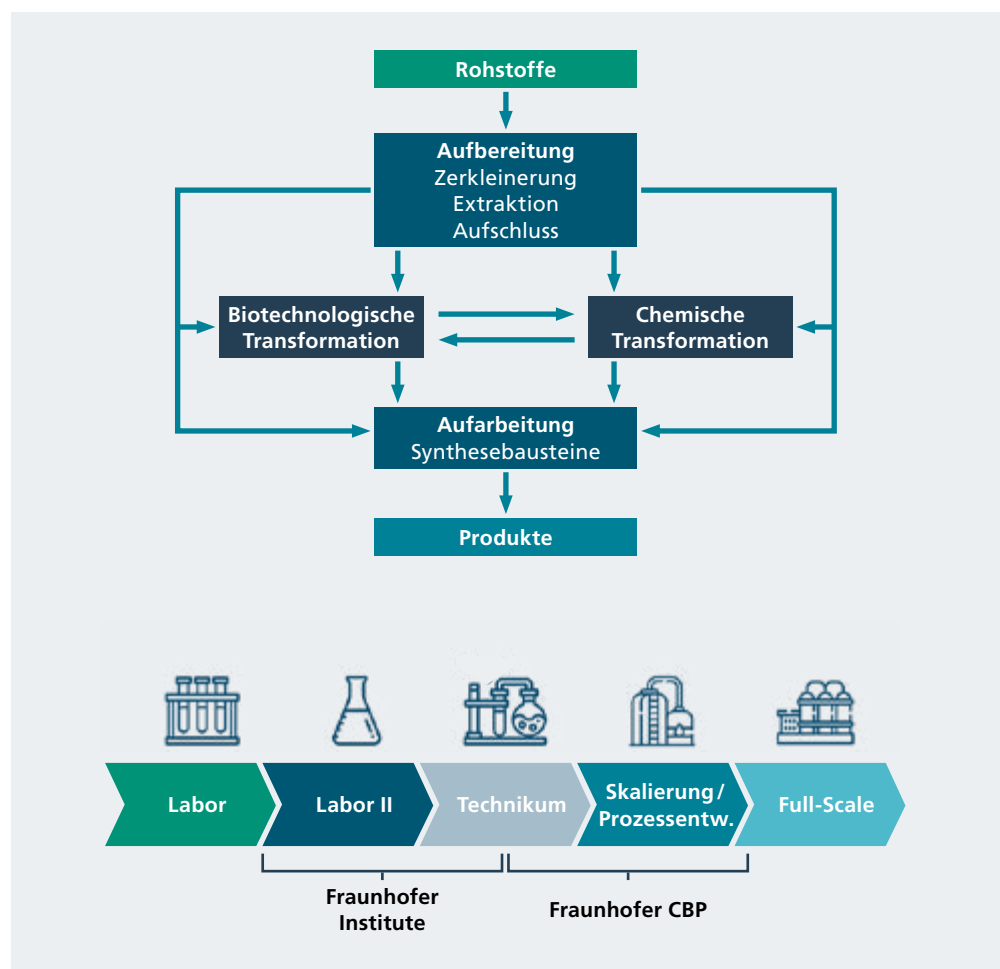 Rohstoffe
Aufbereitung
Zerkleinerung
Extraktion
Aufschluss
Biotechnologische
Transformation
Chemische
Transformation
Aufarbeitung
Synthesebausteine
Produkte
Labor
Labor II
Technikum
Skalierung/
Prozessentw.
Full-Scale
Fraunhofer
Institute
Fraunhofer CBP